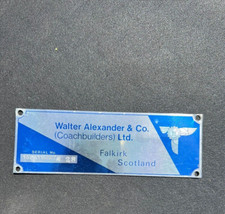 Walter Alexander & Co.
(Coachbuilders) Ltd.
Falkirk
Scotland
SERIAL No